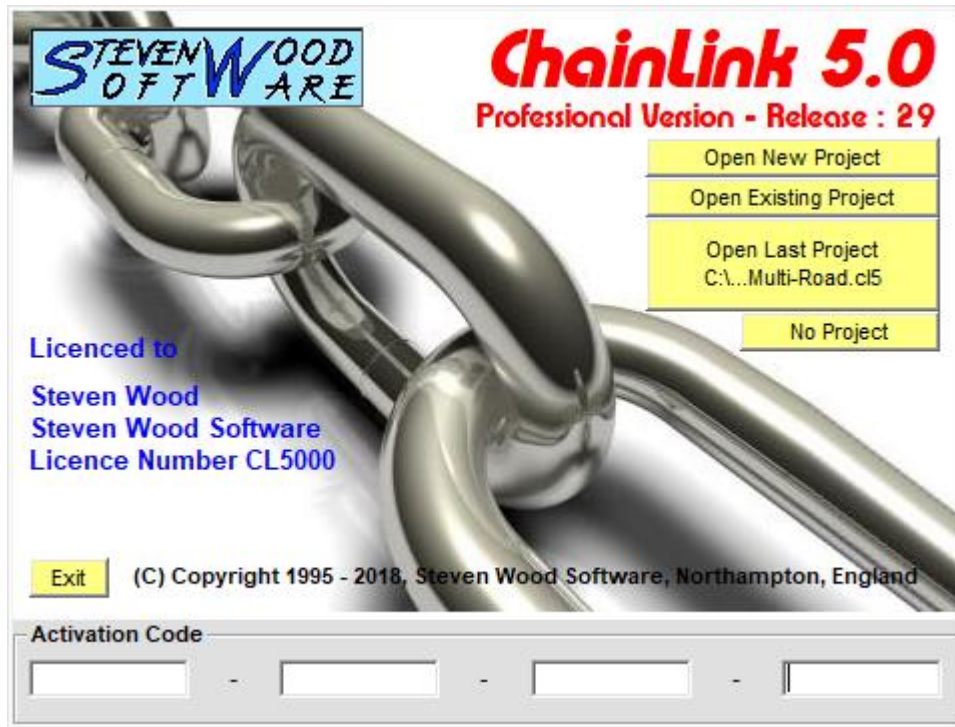 STEVEN WOOD
SOFTWARE
ChainLink 5.0
Professional Version - Release : 29
Open New Project
Open Existing Project
Open Last Project
C:\...Multi-Road.cl5
No Project
Licenced to
Steven Wood
Steven Wood Software
Licence Number CL5000
Exit
(C) Copyright 1995 - 2018, Steven Wood Software, Northampton, England
Activation Code
- - -